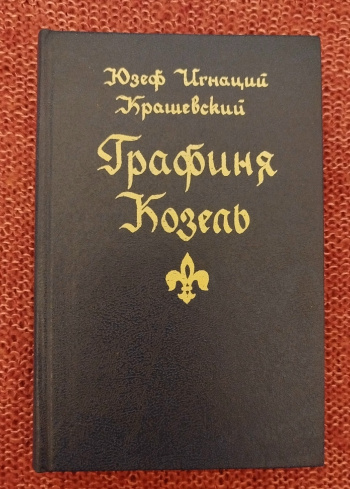 Юзеф Игнаций
Крашевский
Графиня
Козель